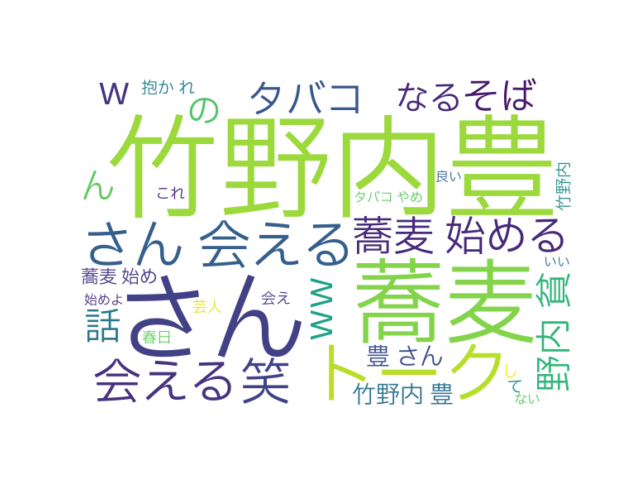 w
抱か れ
の
タバコ
なる
そば
竹野内豊
ん
これ
タバコ やめ
良い
竹野内
さん 会える
蕎麦 始める
蕎麦 始め
始めよ
さん
芸人
会え
ww
蕎麦
いい
野内 貧
話
春日
会える
笑
豊 さん
トーク
竹野内 豊
し
て
ない